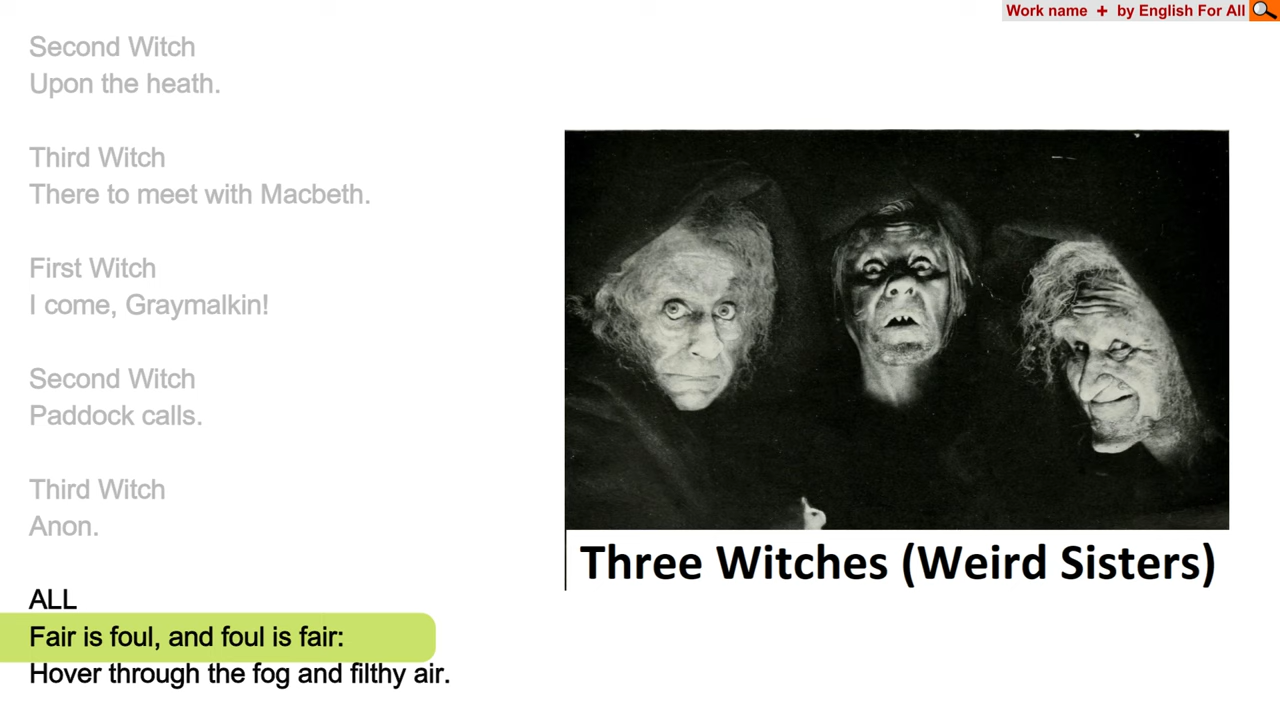 Work name + by English For All
Second Witch
Upon the heath.
Third Witch
There to meet with Macbeth.
First Witch
I come, Graymalkin!
Second Witch
Paddock calls.
Third Witch
Anon.
ALL
Fair is foul, and foul is fair:
Hover through the fog and filthy air.
Three Witches (Weird Sisters)